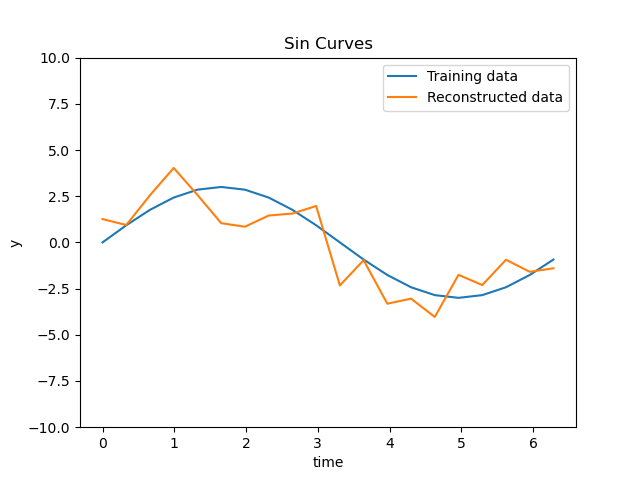 Sin Curves
Training data
Reconstructed data
10.0
7.5
5.0
2.5
0.0
−2.5
−5.0
−7.5
−10.0
y
0 1 2 3 4 5 6
time